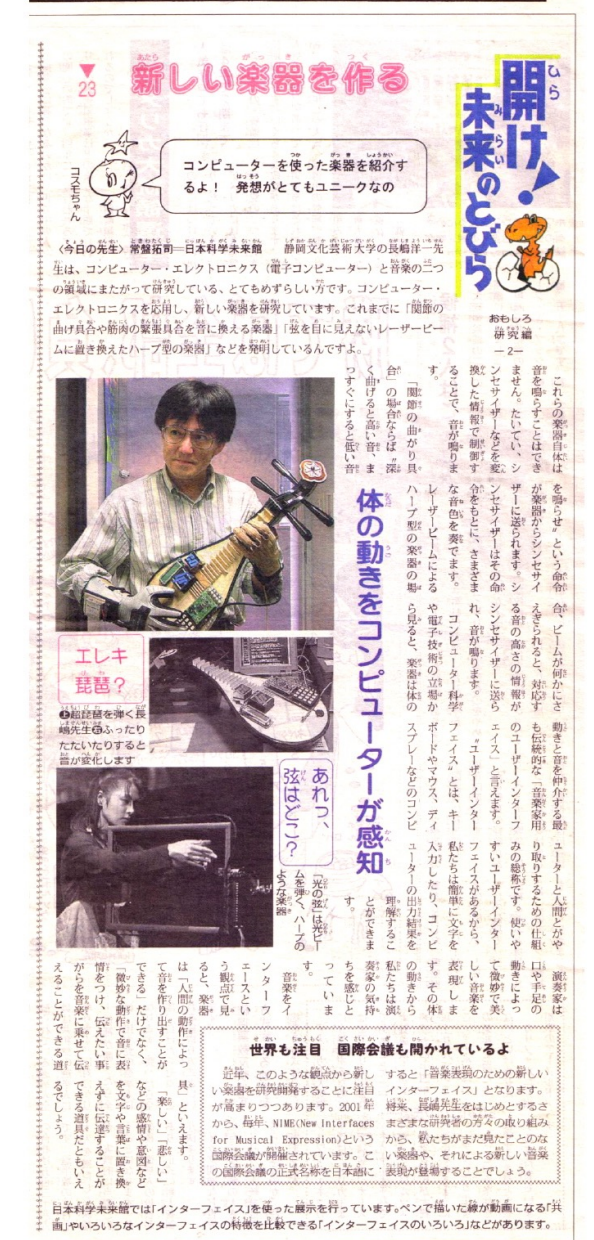 開け!
未来のとびら
おもしろ
研究編
―2―
▼
23
新しい楽器を作る
コスモちゃん
コンピューターを使った楽器を紹介す
るよ! 発想がとてもユニークなの
〈今日の先生〉常盤拓司=日本科学未来館 静岡文化芸術大学の長嶋洋一先
生は、コンピューター・エレクトロニクス(電子コンピューター)と音楽の二つ
の領域にまたがって研究している、とてもめずらしい方です。コンピューター・
エレクトロニクスを応用し、新しい楽器を研究しています。これまでに「関節の
曲げ具合や筋肉の緊張具合を音に換える楽器」「弦を目に見えないレーザービー
ムに置き換えたハープ型の楽器」などを発明しているんですよ。
これらの楽器自体は
音を鳴らすことはでき
ません。たいてい、シ
ンセサイザーなどを変
換した情報で制御す
ることで、音が鳴りま
す。
「関節の曲がり具
合」の場合ならば“深
く曲げると高い音、ま
っすぐにすると低い音
を鳴らせ”という命令
が楽器からシンセサイ
ザーに送られます。シ
ンセサイザーはその命
令をもとに、さまざま
な音色を奏でます。
レーザービームによる
ハープ型の楽器の場
合、ビームが何かにさ
えぎられると、対応す
る音の高さの情報が
シンセサイザーに送ら
れ、音が鳴ります。
コンピューター科学
や電子技術の立場か
ら見ると、楽器は体の
動きと音を仲介する最
も伝統的な「音楽家用
のユーザーインターフ
ェイス」と言えます。
“ユーザーインター
フェイス”とは、キー
ボードやマウス、ディ
スプレーなどのコンピ
ューターと人間とがや
り取りするための仕組
みの総称です。使いや
すいユーザーインター
フェイスがあるから、
私たちは簡単に文字を
入力したり、コンピ
ューターの出力結果を
理解するこ
とができま
す。
演奏家は
口や手足の
動きによっ
て微妙で美
しい音楽を
表現しま
す。その体
の動きから
私たちは演
奏家の気持
ちを感じと
っていま
す。
音楽をイ
ンターフ
ェースとい
う観点で見
ると、楽器
は「人間の動作によっ
て音を作り出すことが
できる」だけでなく、
「微妙な動作で音に表
情をつけ、伝えたい事
がらを音楽に乗せて伝
えることができる道
具」といえます。
「楽しい」「悲しい」
などの感情や意図など
を文字や言葉に置き換
えずに伝達することが
できる道具だともいえ
るでしょう。
体の動きをコンピューターが感知
エレキ
琵琶?
上超琵琶を弾く長
嶋先生右ふったり
たたいたりすると
音が変化します
あれっ、
弦はどこ?
「光の弦」は光ビー
ムを弾く、ハープの
ような楽器
世界も注目 国際会議も開かれているよ
近年、このような観点から新し
い楽器を研究開発することに注目
が高まりつつあります。2001年
から、毎年、NIME(New Interfaces
for Musical Expression)という
国際会議が開催されています。こ
の国際会議の正式名称を日本語に
すると「音楽表現のための新しい
インターフェイス」となります。
将来、長嶋先生をはじめとするさ
まざまな研究者の方々の取り組み
から、私たちがまだ見たことのな
い楽器や、それによる新しい音楽
表現が登場することでしょう。
日本科学未来館では「インターフェイス」を使った展示を行っています。ペンで描いた線が動画になる「共
画」やいろいろなインターフェイスの特徴を比較できる「インターフェイスのいろいろ」などがあります。